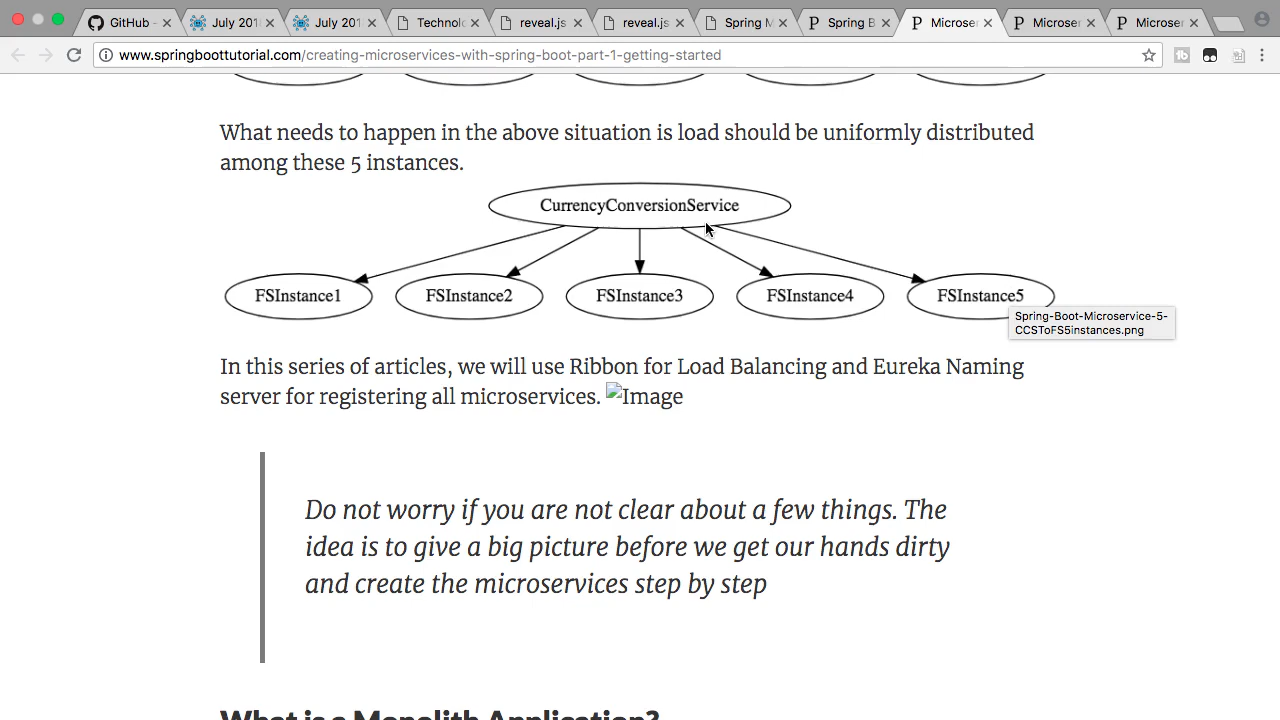 GitHub -
July 201
July 201
Technol
reveal.js
reveal.js
Spring M
Spring B
Microser
Microser
Microser
www.springboottutorial.com/creating-microservices-with-spring-boot-part-1-getting-started
What needs to happen in the above situation is load should be uniformly distributed
among these 5 instances.
CurrencyConversionService
FSInstance1 FSInstance2 FSInstance3 FSInstance4 FSInstance5
Spring-Boot-Microservice-5-
CCSToFS5instances.png
In this series of articles, we will use Ribbon for Load Balancing and Eureka Naming
server for registering all microservices. Image
Do not worry if you are not clear about a few things. The
idea is to give a big picture before we get our hands dirty
and create the microservices step by step
What is a Monolith Application?